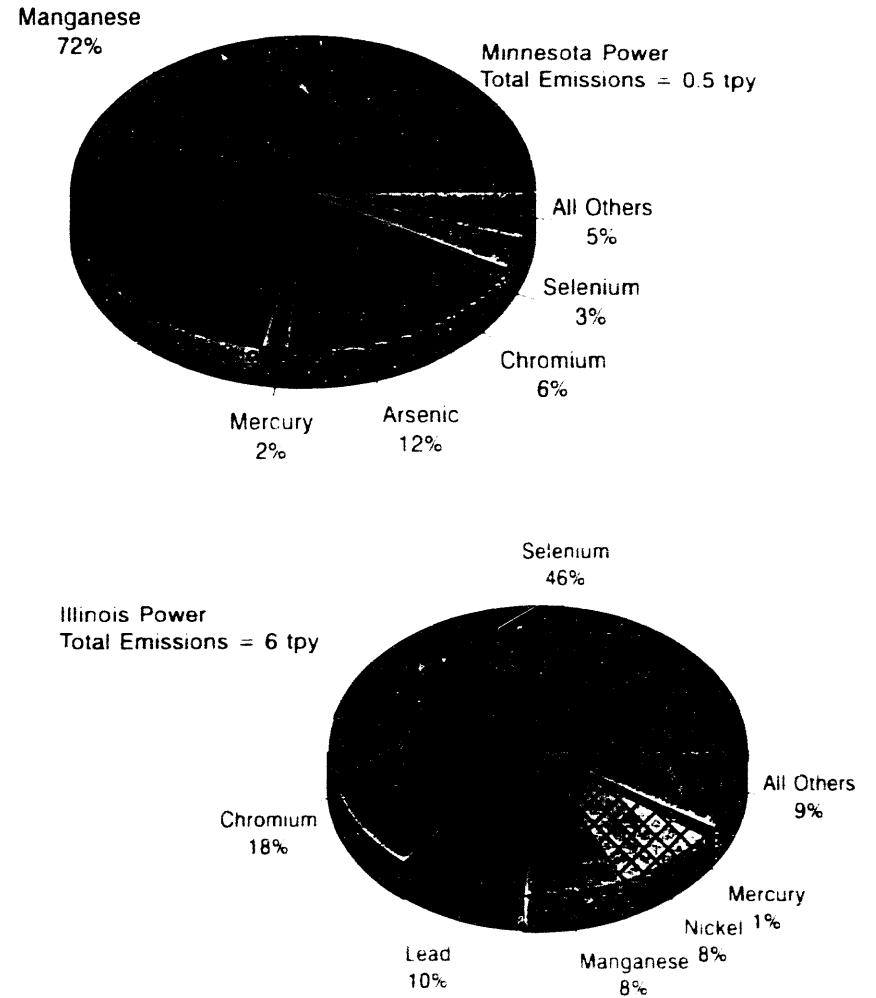 Manganese
72%
Minnesota Power
Total Emissions = 0.5 tpy
All Others
5%
Selenium
3%
Chromium
6%
Arsenic
12%
Mercury
2%
Selenium
46%
Illinois Power
Total Emissions = 6 tpy
All Others
9%
Chromium
18%
Mercury
1%
Nickel
8%
Manganese
8%
Lead
10%